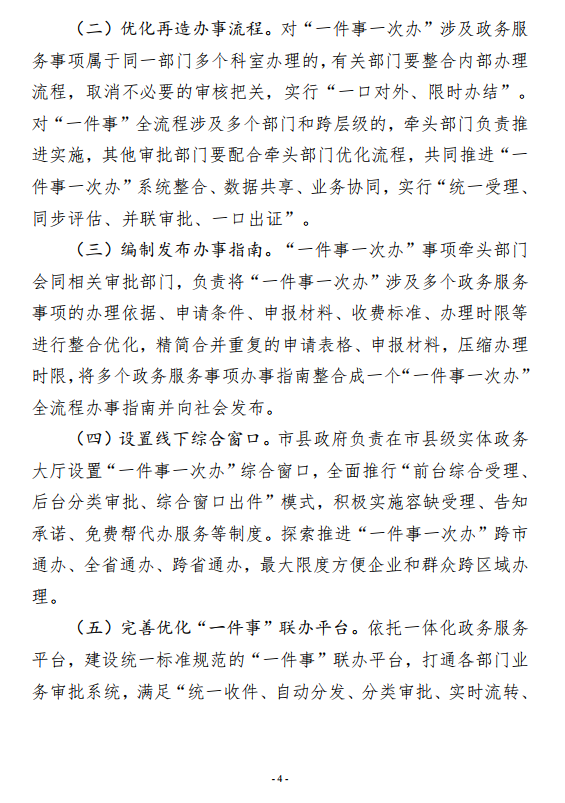 （二）优化再造办事流程。对“一件事一次办”涉及政务服
务事项属于同一部门多个科室办理的，有关部门要整合内部办理
流程，取消不必要的审核把关，实行“一口对外、限时办结”。
对“一件事”全流程涉及多个部门和跨层级的，牵头部门负责推
进实施，其他审批部门要配合牵头部门优化流程，共同推进“一
件事一次办”系统整合、数据共享、业务协同，实行“统一受理、
同步评估、并联审批、一口出证”。
（三）编制发布办事指南。“一件事一次办”事项牵头部门
会同相关审批部门，负责将“一件事一次办”涉及多个政务服务
事项的办理依据、申请条件、申报材料、收费标准、办理时限等
进行整合优化，精简合并重复的申请表格、申报材料，压缩办理
时限，将多个政务服务事项办事指南整合成一个“一件事一次办”
全流程办事指南并向社会发布。
（四）设置线下综合窗口。市县政府负责在市县级实体政务
大厅设置“一件事一次办”综合窗口，全面推行“前台综合受理、
后台分类审批、综合窗口出件”模式，积极实施容缺受理、告知
承诺、免费帮代办服务等制度。探索推进“一件事一次办”跨市
通办、全省通办、跨省通办，最大限度方便企业和群众跨区域办
理。
（五）完善优化“一件事”联办平台。依托一体化政务服务
平台，建设统一标准规范的“一件事”联办平台，打通各部门业
务审批系统，满足“统一收件、自动分发、分类审批、实时流转、
- 4 -